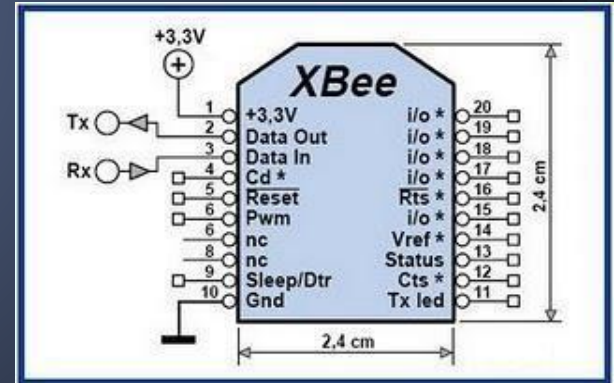 +3,3V
XBee
1 +3,3V i/o * 20
Tx 2 Data Out i/o * 19
3 Data In i/o * 18
Rx 4 Cd * i/o * 17
5 Reset Rts * 16
6 Pwm i/o * 15
6 nc Vref * 14
8 nc Status 13
9 Sleep/Dtr Cts * 12
10 Gnd Tx led 11
2,4 cm
2,4 cm